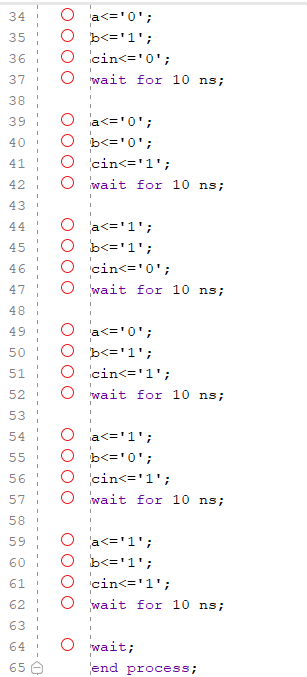 34 a<='0';
35 b<='1';
36 cin<='0';
37 wait for 10 ns;
38
39 a<='0';
40 b<='0';
41 cin<='1';
42 wait for 10 ns;
43
44 a<='1';
45 b<='1';
46 cin<='0';
47 wait for 10 ns;
48
49 a<='0';
50 b<='1';
51 cin<='1';
52 wait for 10 ns;
53
54 a<='1';
55 b<='0';
56 cin<='1';
57 wait for 10 ns;
58
59 a<='1';
60 b<='1';
61 cin<='1';
62 wait for 10 ns;
63
64 wait;
65 end process;